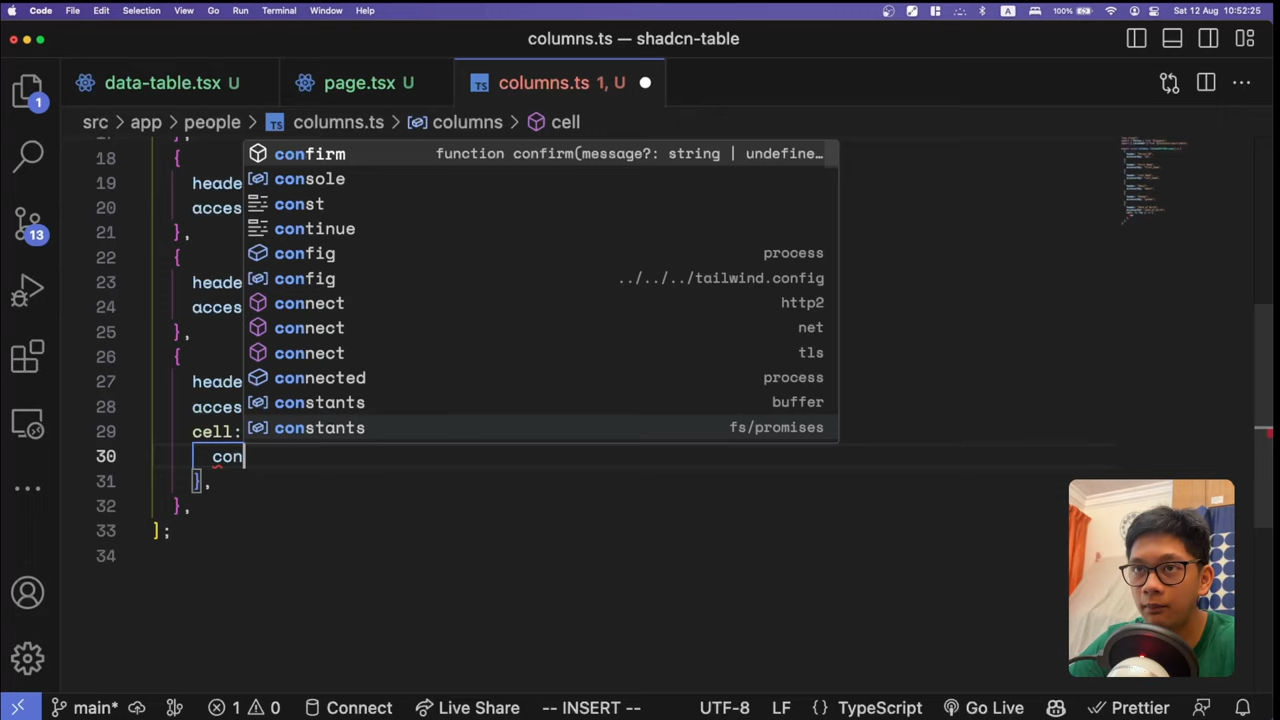 Code File Edit Selection View Go Run Terminal Window Help A 100% Sat 12 Aug 10:52:25
columns.ts — shadcn-table
data-table.tsx U page.tsx U columns.ts 1, U
src > app > people > columns.ts > columns > cell
18 {
19 heade
20 acces
21 },
22 {
23 heade
24 acces
25 },
26 {
27 heade
28 acces
29 cell:
30 con
31 },
32 },
33 ];
34
confirm function confirm(message?: string | undefine…
console
const
continue
config process
config ../../../tailwind.config
connect http2
connect net
connect tls
connected process
constants buffer
constants fs/promises
1
13
main* 1 0 Connect Live Share -- INSERT -- UTF-8 LF {} TypeScript Go Live Prettier